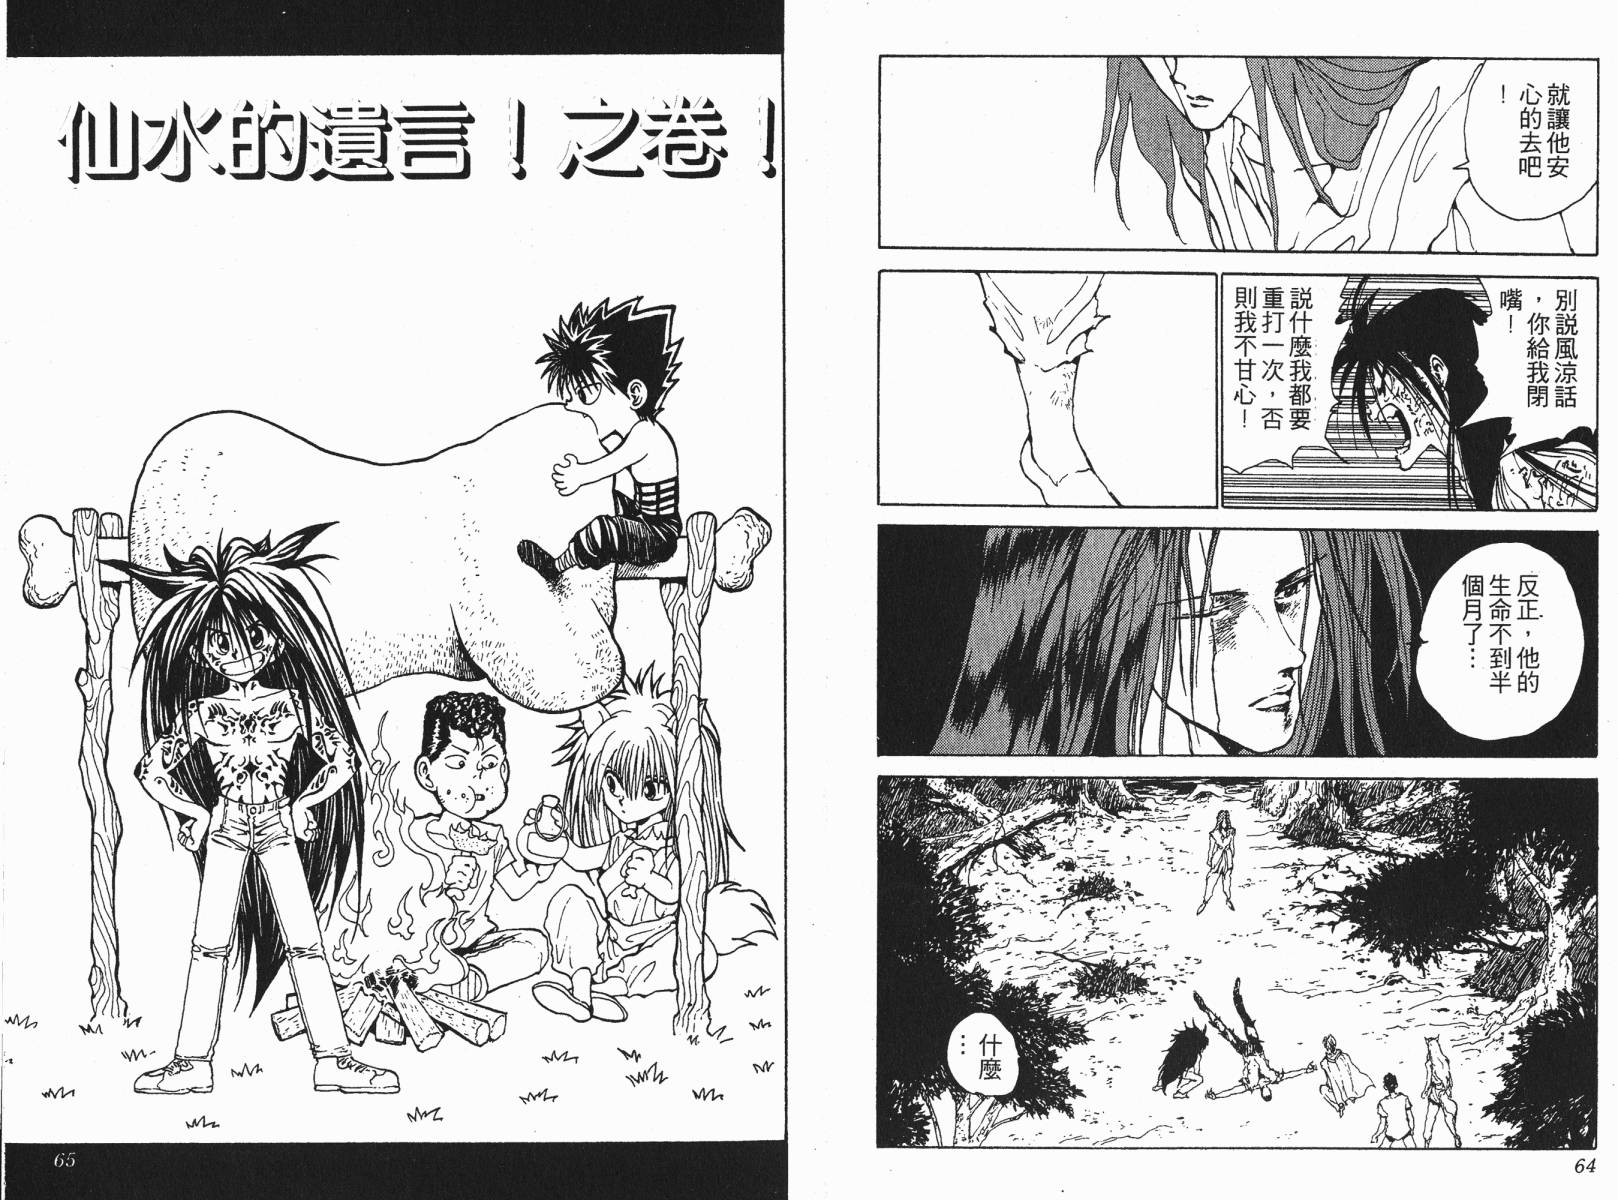 就讓他安
心的去吧
！
別説風涼話
，你給我閉
嘴！
説什麼我都要
重打一次，否
則我不甘心！
反正，他的
生命不到半
個月了…
什麼
…
64
仙水的遺言！之卷！
65